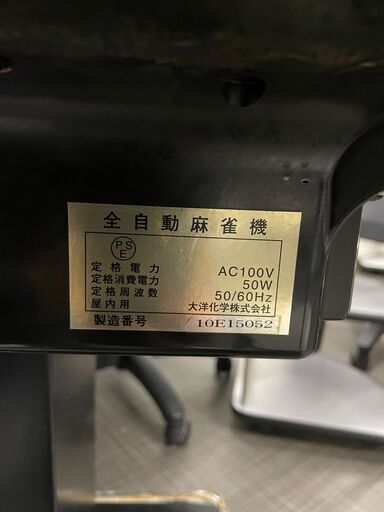 全自動麻雀機
PSE
定格電力 AC100V
定格消費電力 50W
定格周波数 50/60Hz
屋内用 大洋化学株式会社
製造番号 10E15052